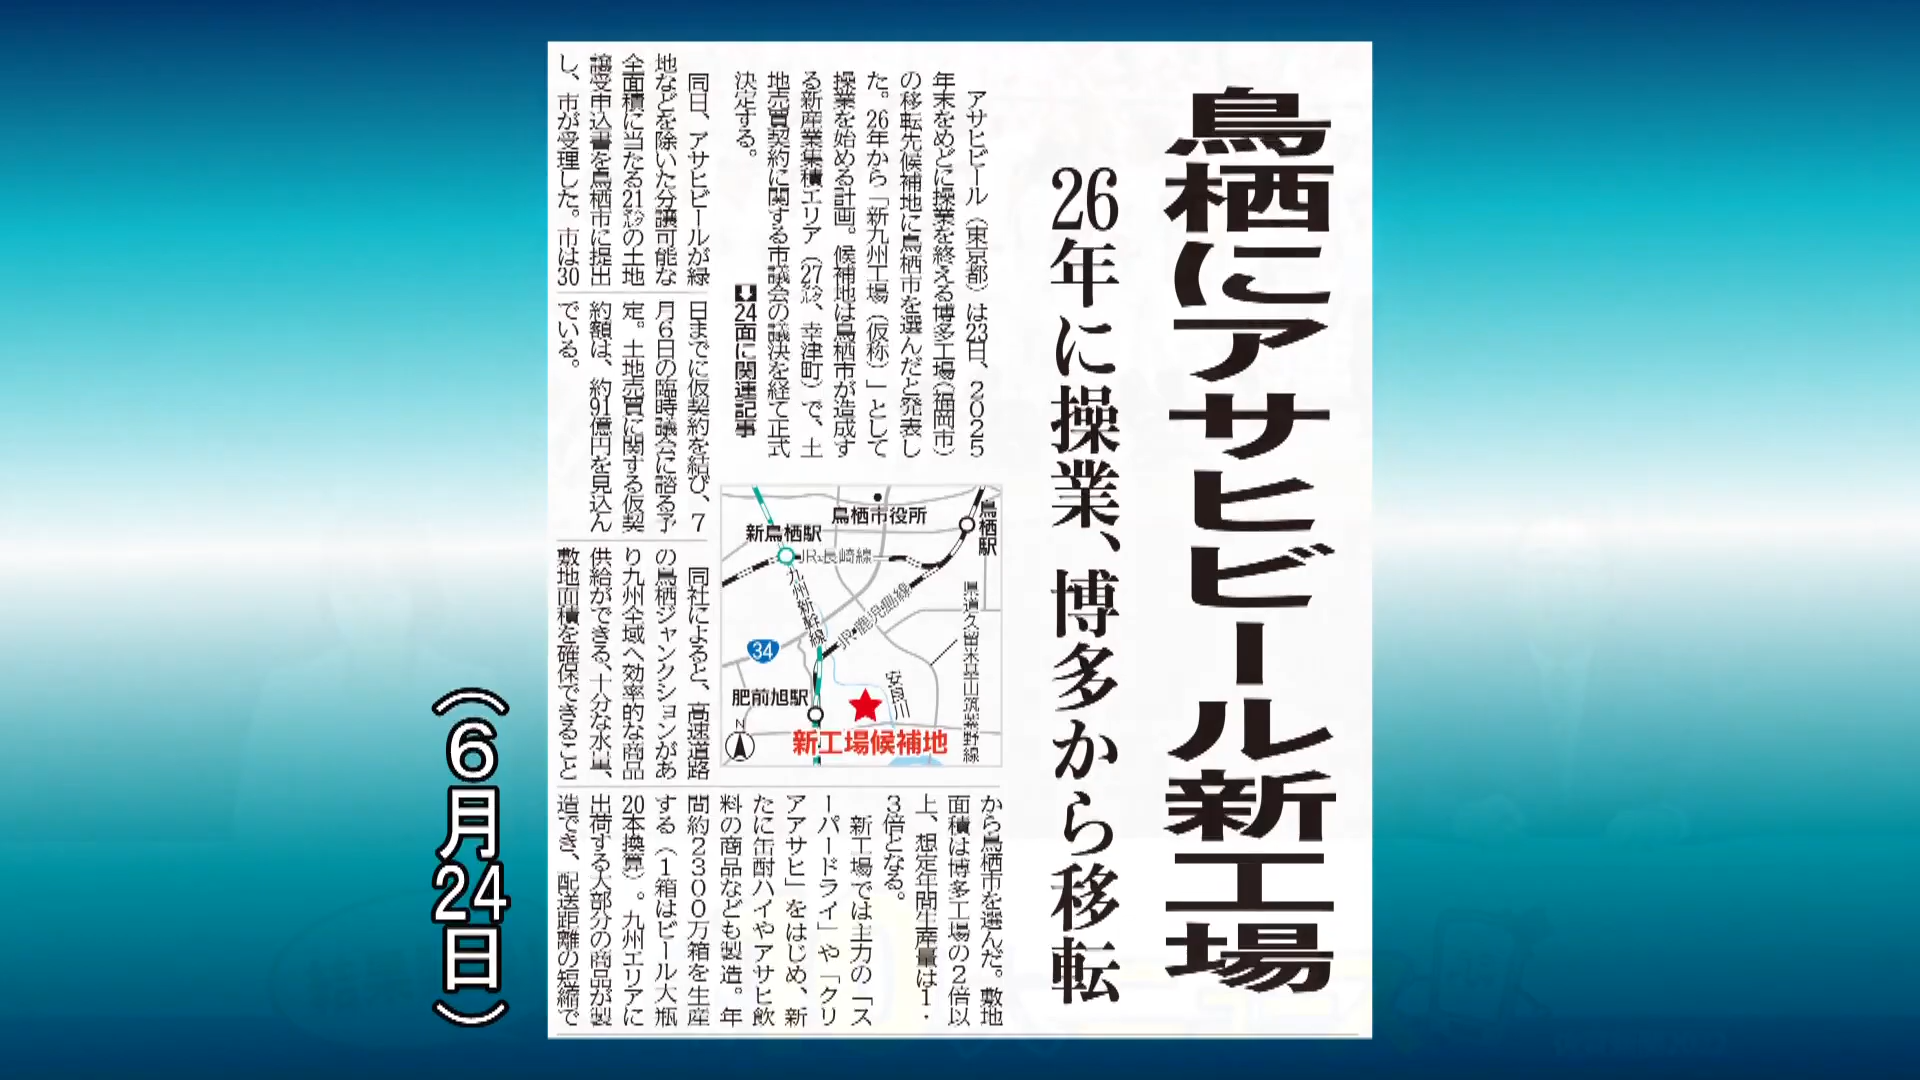 鳥栖にアサヒビール新工場
26年に操業、博多から移転
アサヒビール（東京都）は23日、2025
年末をめどに操業を終える博多工場（福岡市）
の移転先候補地に鳥栖市を選んだと発表し
た。26年から「新九州工場（仮称）」として
操業を始める計画。候補地は鳥栖市が造成す
る新産業集積エリア（27㌶、幸津町）で、土
地売買契約に関する市議会の議決を経て正式
決定する。
⬇24面に関連記事
同日、アサヒビールが緑
地などを除いた分譲可能な
全面積に当たる21㌶の土地
譲受申込書を鳥栖市に提出
し、市が受理した。市は30
日までに仮契約を結び、7
月6日の臨時議会に諮る予
定。土地売買に関する仮契
約額は、約91億円を見込ん
でいる。
同社によると、高速道路
の鳥栖ジャンクションがあ
り九州全域へ効率的な商品
供給ができる、十分な水量、
敷地面積を確保できること
から鳥栖市を選んだ。敷地
面積は博多工場の2倍以
上、想定年間生産量は1・
3倍となる。
新工場では主力の「ス
ーパードライ」や「クリ
アアサヒ」をはじめ、新
たに缶酎ハイやアサヒ飲
料の商品なども製造。年
間約2300万箱を生産
する（1箱はビール大瓶
20本換算）。九州エリアに
出荷する大部分の商品が製
造でき、配送距離の短縮で
鳥栖市役所
鳥栖駅
新鳥栖駅
JR長崎線
九州新幹線
JR鹿児島線
県道久留米基山筑紫野線
34
安良川
肥前旭駅
N
新工場候補地
（6月24日）